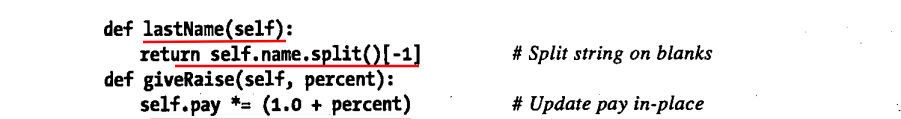 def lastName(self):
return self.name.split()[-1] # Split string on blanks
def giveRaise(self, percent):
self.pay *= (1.0 + percent) # Update pay in-place